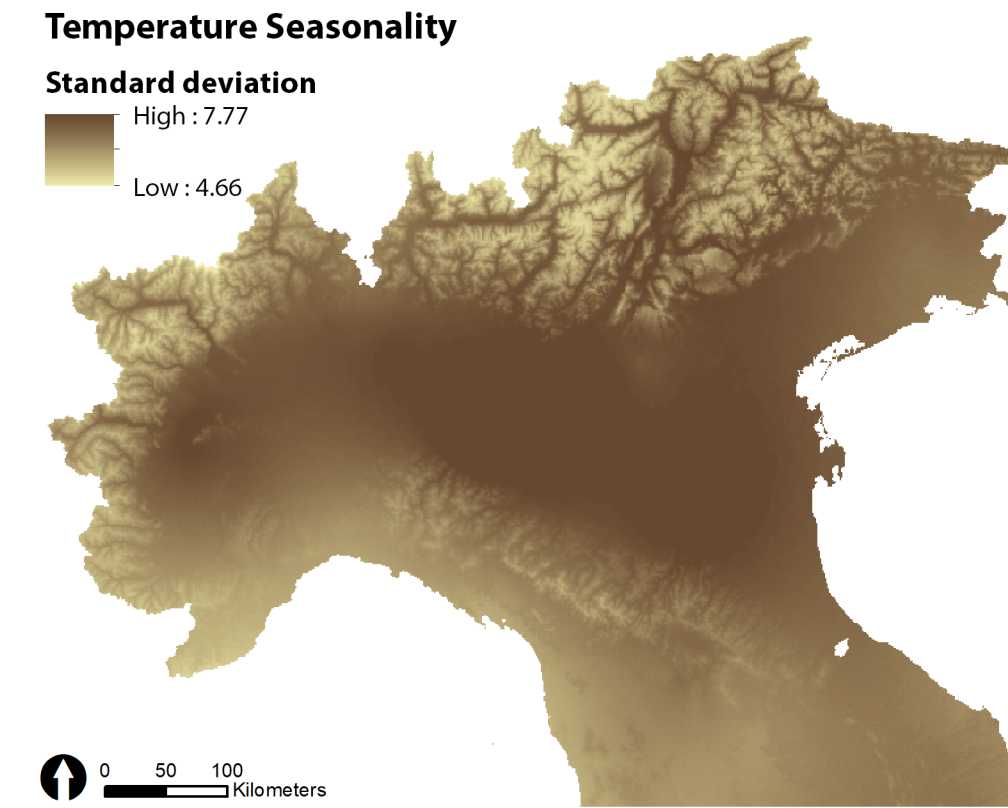 Temperature Seasonality
Standard deviation
High : 7.77
Low : 4.66
0 50 100
Kilometers